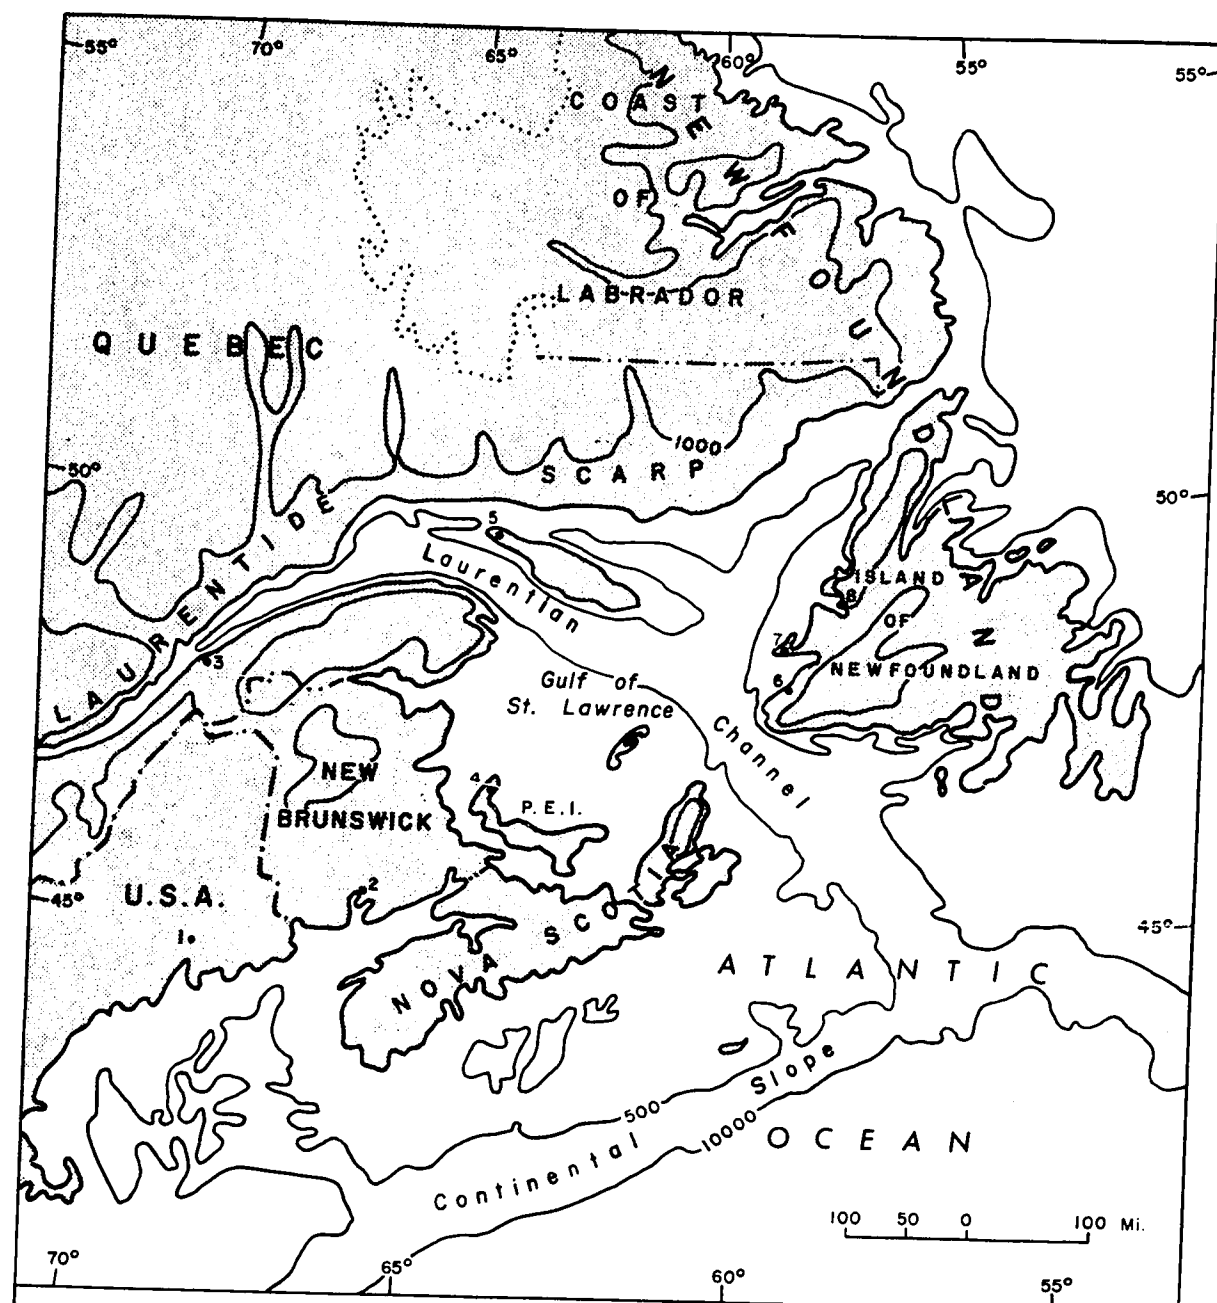 55° 70° 65° 60° 55° 55°
COAST
OF
LABRADOR
NEWFOUNDLAND
QUEBEC
1000
LAURENTIDE SCARP
50° 50°
5
Laurentian
Channel
ISLAND
8
OF
7
NEWFOUNDLAND
6
3
Gulf of
St. Lawrence
NEW
BRUNSWICK
4
P.E.I.
U.S.A.
45° 45°
2
1
NOVA SCOTIA
ATLANTIC
OCEAN
500
10000
Continental Slope
100 50 0 100 Mi.
70° 65° 60° 55°